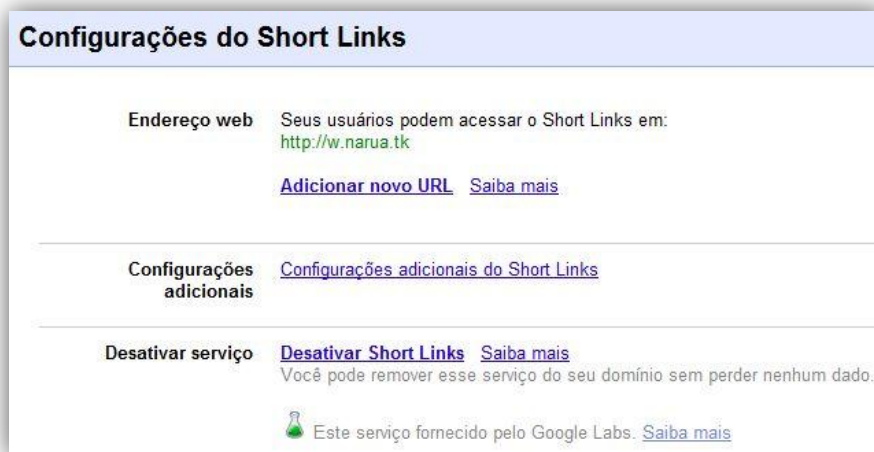 Configurações do Short Links
Endereço web
Seus usuários podem acessar o Short Links em:
http://w.narua.tk
Adicionar novo URL Saiba mais
Configurações
adicionais
Configurações adicionais do Short Links
Desativar serviço
Desativar Short Links Saiba mais
Você pode remover esse serviço do seu domínio sem perder nenhum dado.
Este serviço fornecido pelo Google Labs. Saiba mais